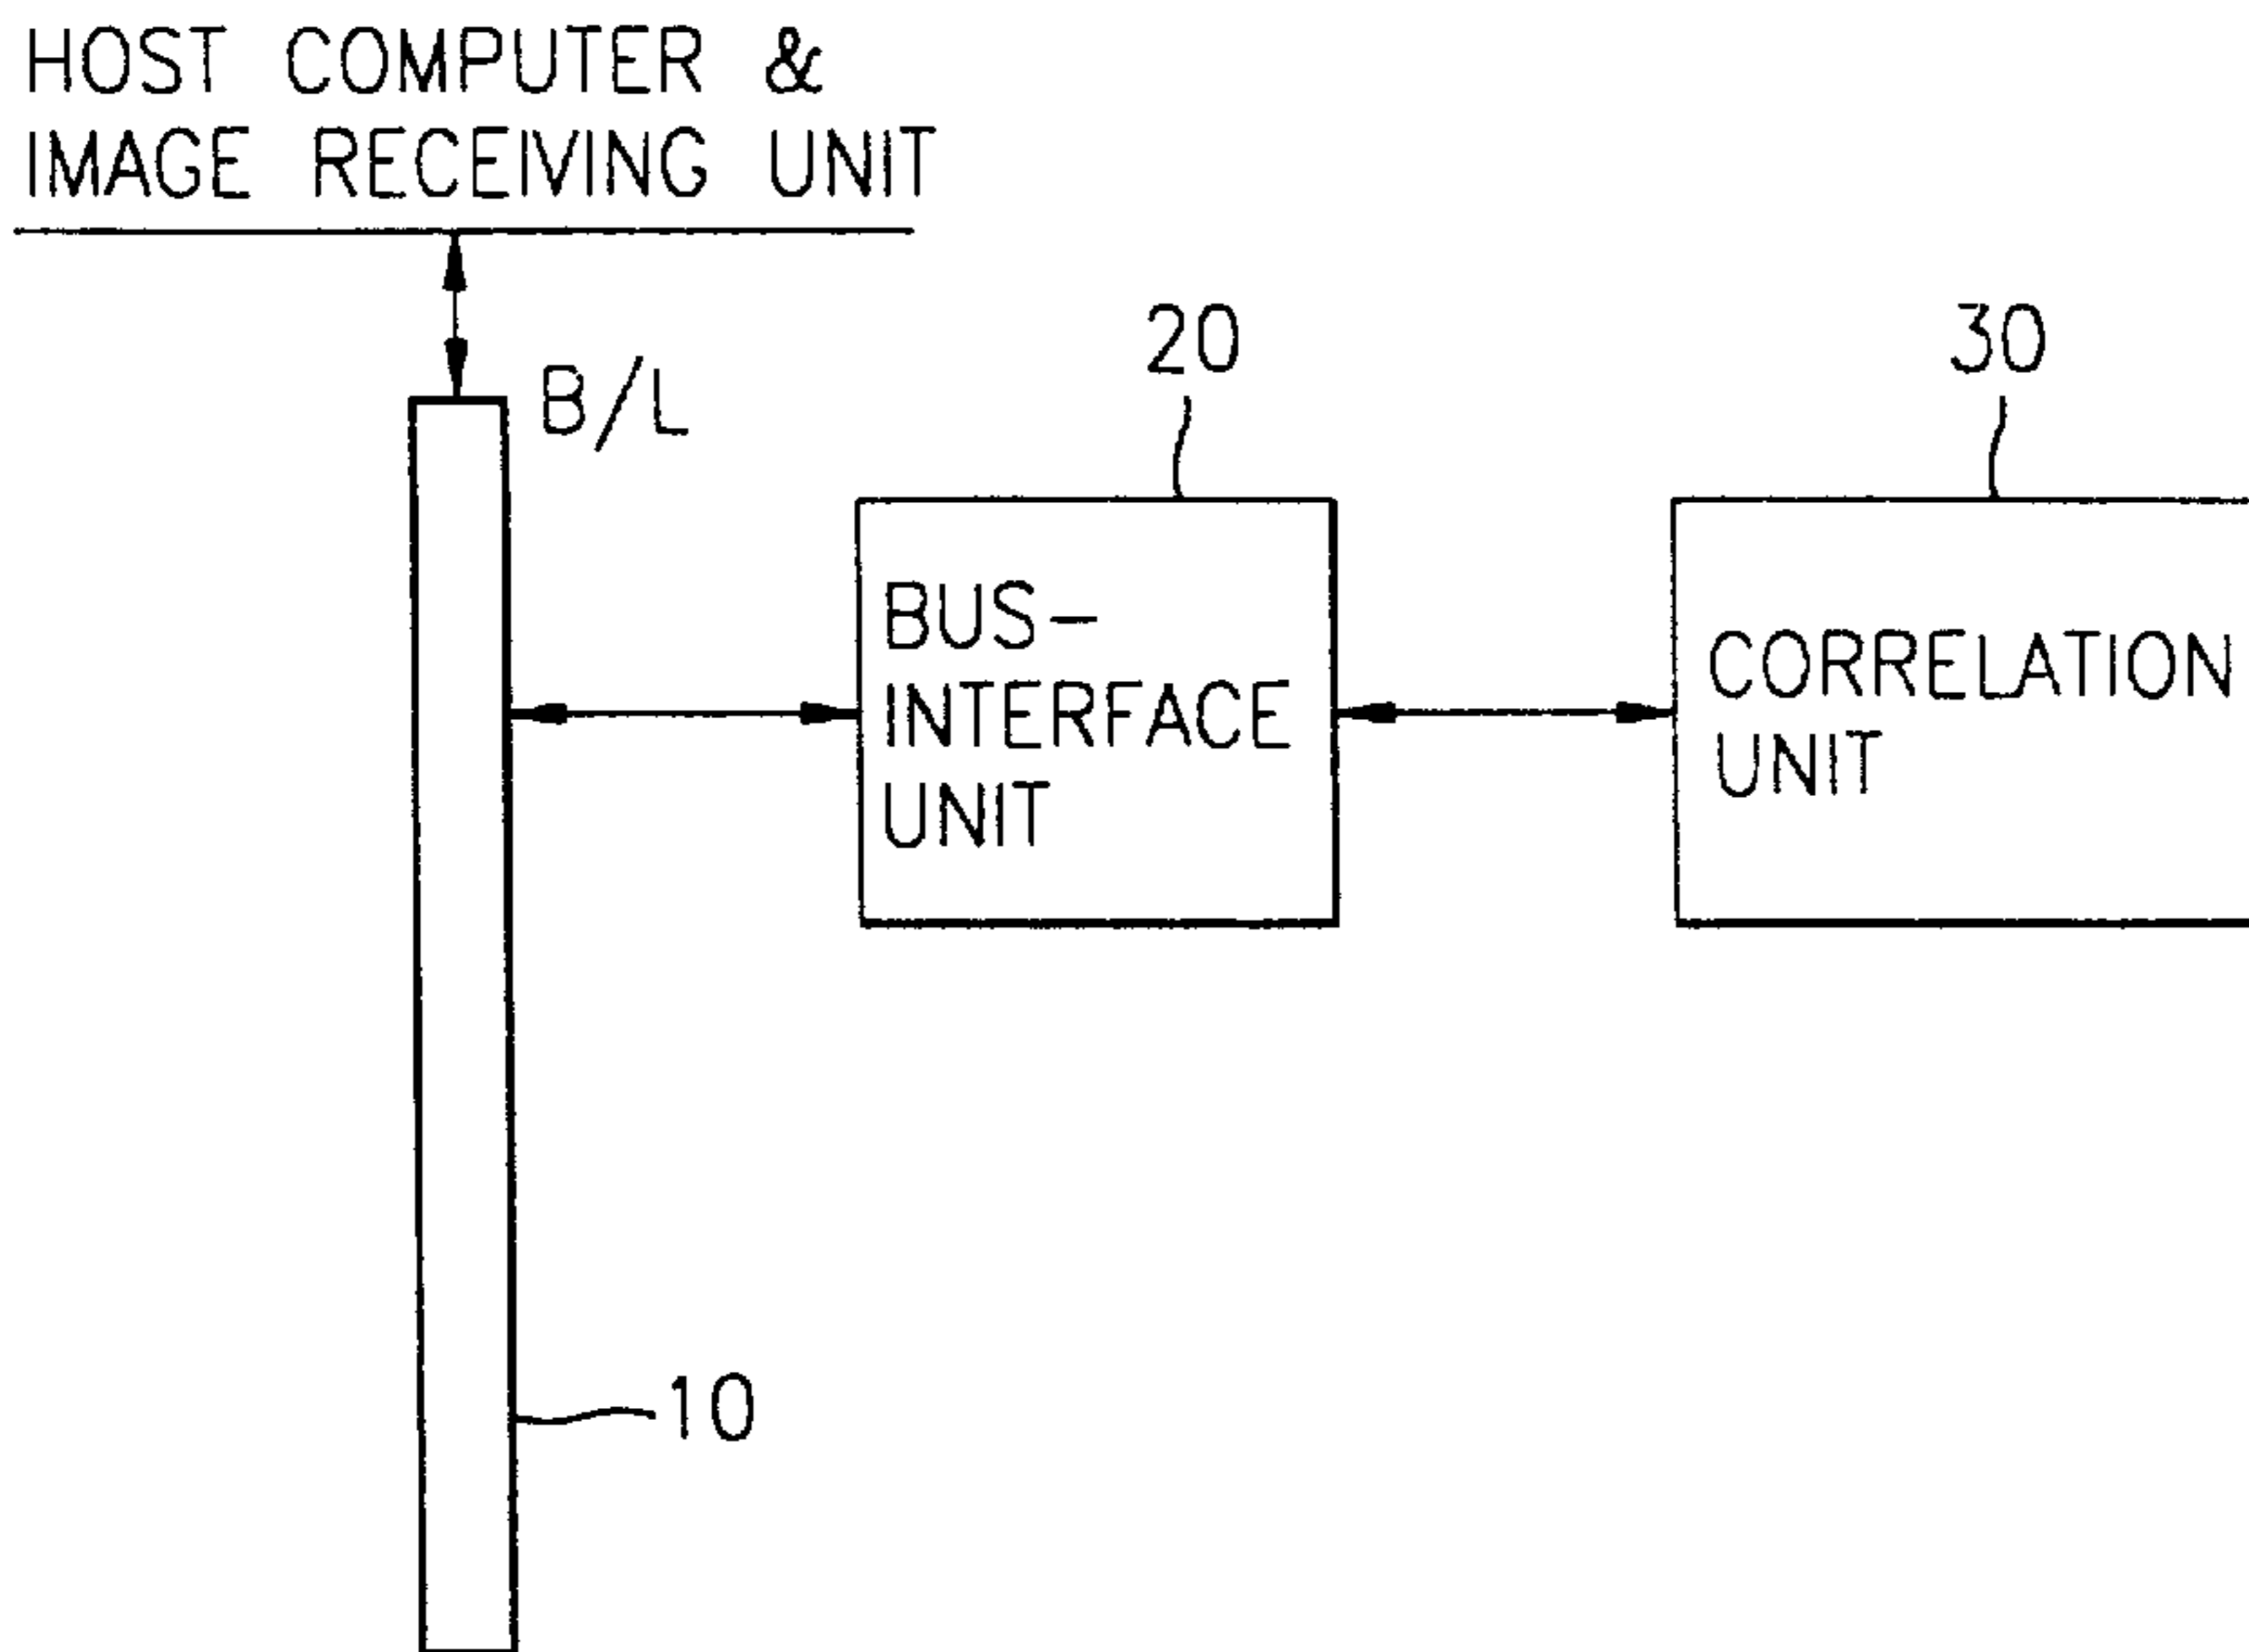 HOST COMPUTER &
IMAGE RECEIVING UNIT
B/L
20
30
BUS-
INTERFACE
UNIT
CORRELATION
UNIT
10